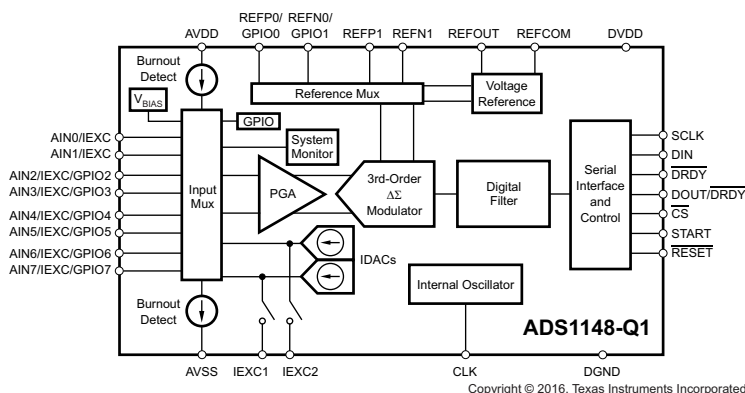 REFP0/ REFN0/
AVDD GPIO0 GPIO1 REFP1 REFN1 REFOUT REFCOM DVDD
Burnout
Detect
VBIAS
Reference Mux
Voltage
Reference
GPIO
System
Monitor
AIN0/IEXC
AIN1/IEXC
AIN2/IEXC/GPIO2
AIN3/IEXC/GPIO3
AIN4/IEXC/GPIO4
AIN5/IEXC/GPIO5
AIN6/IEXC/GPIO6
AIN7/IEXC/GPIO7
Input
Mux
PGA
3rd-Order
ΔΣ
Modulator
Digital
Filter
Serial
Interface
and
Control
SCLK
DIN
DRDY
DOUT/DRDY
CS
START
RESET
IDACs
Burnout
Detect
Internal Oscillator
ADS1148-Q1
AVSS IEXC1 IEXC2 CLK DGND
Copyright © 2016, Texas Instruments Incorporated